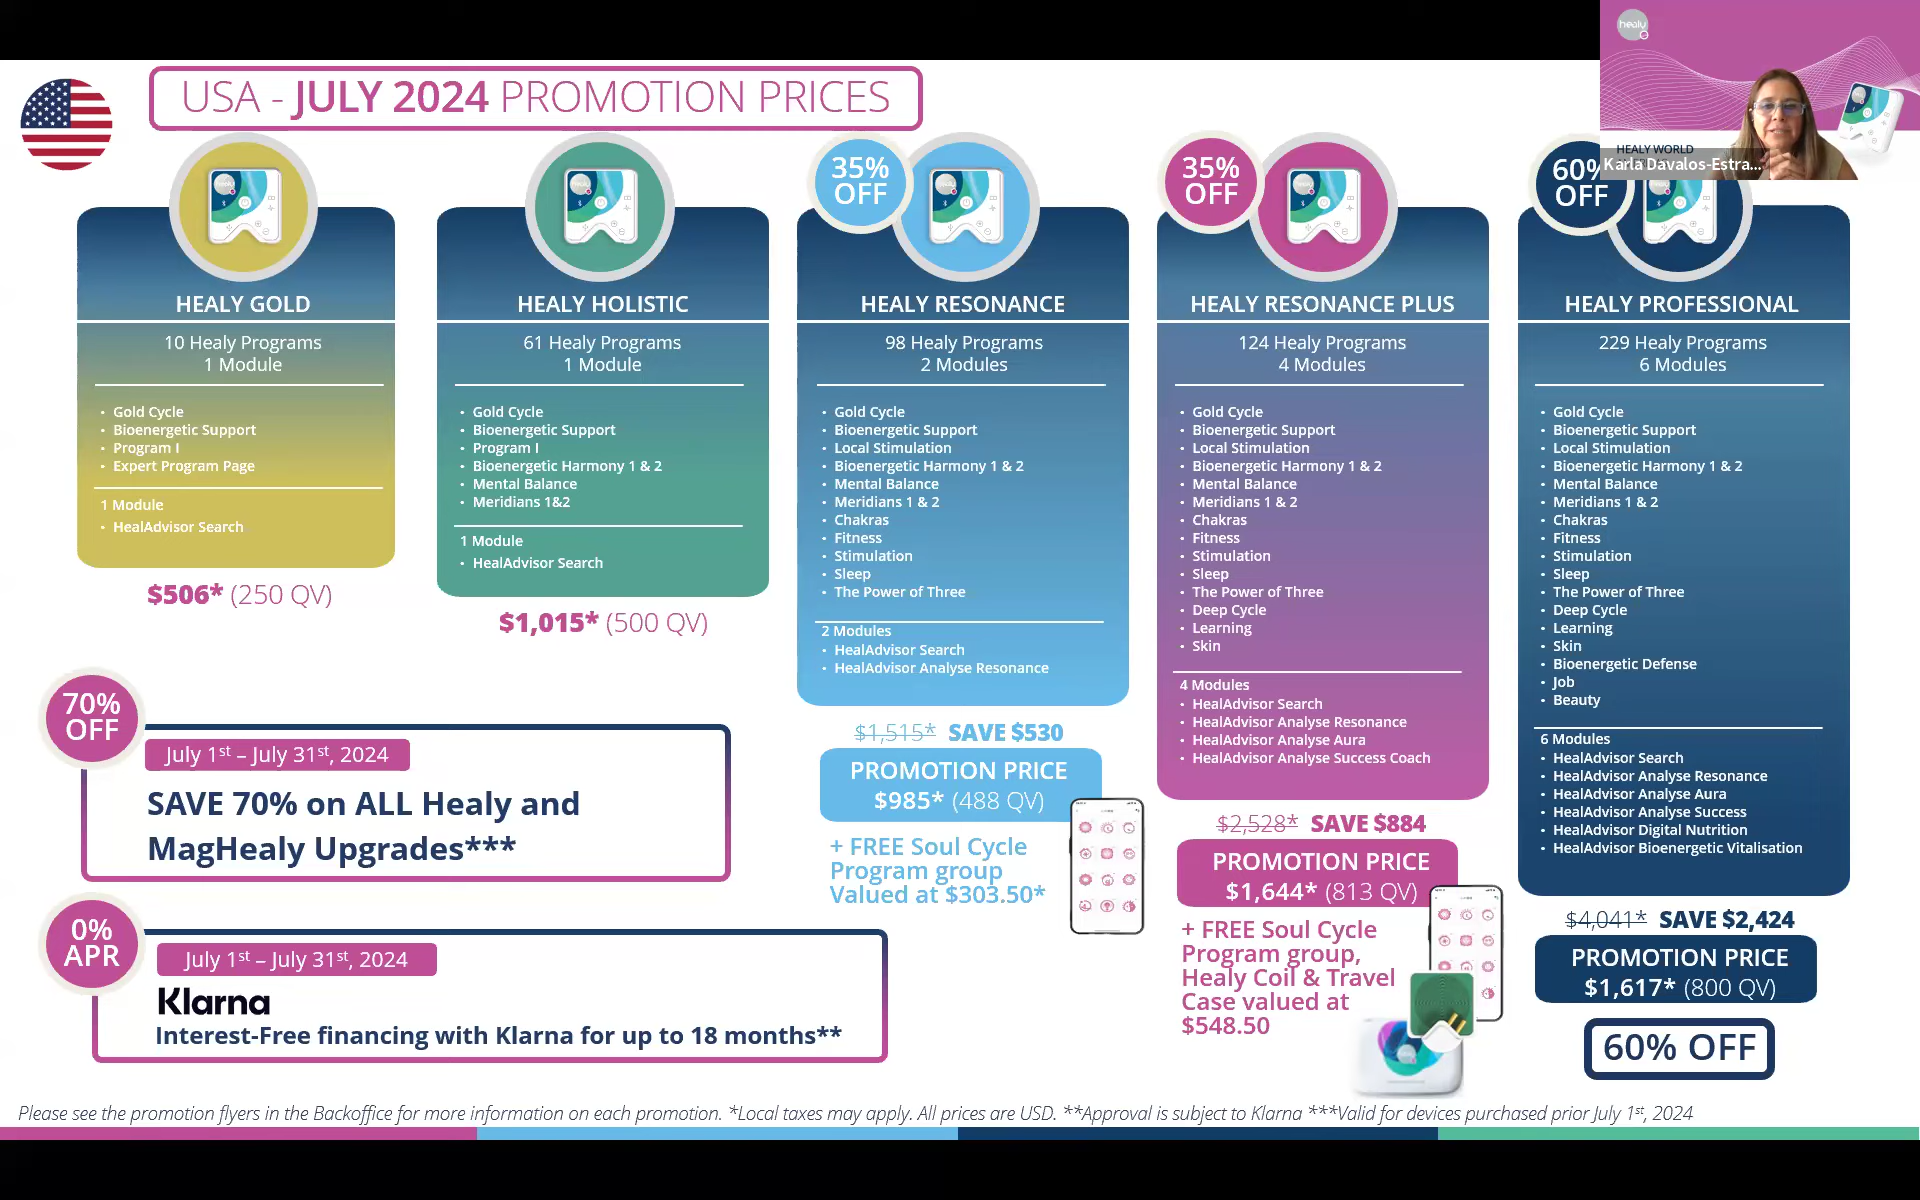 USA - JULY 2024 PROMOTION PRICES
healy
HEALY WORLD
Karla Davalos-Estra...
HEALY GOLD
10 Healy Programs
1 Module
• Gold Cycle
• Bioenergetic Support
• Program I
• Expert Program Page
1 Module
• HealAdvisor Search
$506* (250 QV)
HEALY HOLISTIC
61 Healy Programs
1 Module
• Gold Cycle
• Bioenergetic Support
• Program I
• Bioenergetic Harmony 1 & 2
• Mental Balance
• Meridians 1&2
1 Module
• HealAdvisor Search
$1,015* (500 QV)
35%
OFF
HEALY RESONANCE
98 Healy Programs
2 Modules
• Gold Cycle
• Bioenergetic Support
• Local Stimulation
• Bioenergetic Harmony 1 & 2
• Mental Balance
• Meridians 1 & 2
• Chakras
• Fitness
• Stimulation
• Sleep
• The Power of Three
2 Modules
• HealAdvisor Search
• HealAdvisor Analyse Resonance
$1,515* SAVE $530
PROMOTION PRICE
$985* (488 QV)
+ FREE Soul Cycle
Program group
Valued at $303.50*
35%
OFF
HEALY RESONANCE PLUS
124 Healy Programs
4 Modules
• Gold Cycle
• Bioenergetic Support
• Local Stimulation
• Bioenergetic Harmony 1 & 2
• Mental Balance
• Meridians 1 & 2
• Chakras
• Fitness
• Stimulation
• Sleep
• The Power of Three
• Deep Cycle
• Learning
• Skin
4 Modules
• HealAdvisor Search
• HealAdvisor Analyse Resonance
• HealAdvisor Analyse Aura
• HealAdvisor Analyse Success Coach
$2,528* SAVE $884
PROMOTION PRICE
$1,644* (813 QV)
+ FREE Soul Cycle
Program group,
Healy Coil & Travel
Case valued at
$548.50
60%
OFF
HEALY PROFESSIONAL
229 Healy Programs
6 Modules
• Gold Cycle
• Bioenergetic Support
• Local Stimulation
• Bioenergetic Harmony 1 & 2
• Mental Balance
• Meridians 1 & 2
• Chakras
• Fitness
• Stimulation
• Sleep
• The Power of Three
• Deep Cycle
• Learning
• Skin
• Bioenergetic Defense
• Job
• Beauty
6 Modules
• HealAdvisor Search
• HealAdvisor Analyse Resonance
• HealAdvisor Analyse Aura
• HealAdvisor Analyse Success
• HealAdvisor Digital Nutrition
• HealAdvisor Bioenergetic Vitalisation
$4,041* SAVE $2,424
PROMOTION PRICE
$1,617* (800 QV)
60% OFF
70%
OFF
July 1st – July 31st, 2024
SAVE 70% on ALL Healy and
MagHealy Upgrades***
0%
APR
July 1st – July 31st, 2024
Klarna
Interest-Free financing with Klarna for up to 18 months**
Please see the promotion flyers in the Backoffice for more information on each promotion. *Local taxes may apply. All prices are USD. **Approval is subject to Klarna ***Valid for devices purchased prior July 1st, 2024